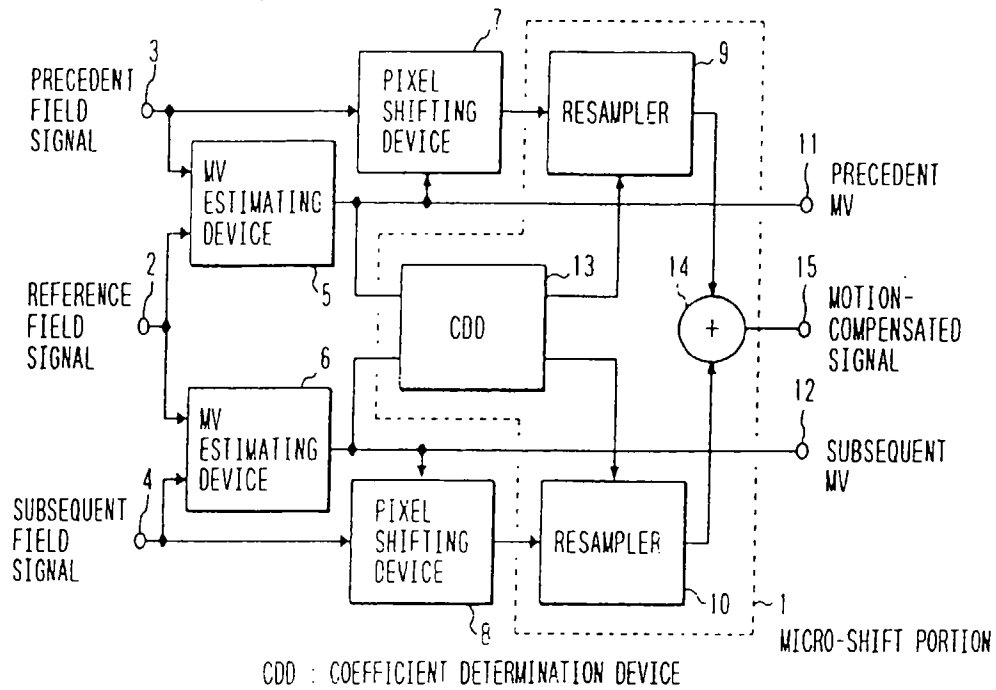 7
3
9
PRECEDENT
FIELD
SIGNAL
PIXEL
SHIFTING
DEVICE
RESAMPLER
11
PRECEDENT
MV
MV
ESTIMATING
DEVICE
5
2
REFERENCE
FIELD
SIGNAL
13
CDD
14
+
15
MOTION-
COMPENSATED
SIGNAL
6
MV
ESTIMATING
DEVICE
12
SUBSEQUENT
MV
4
SUBSEQUENT
FIELD
SIGNAL
PIXEL
SHIFTING
DEVICE
8
RESAMPLER
10
1
MICRO-SHIFT PORTION
CDD : COEFFICIENT DETERMINATION DEVICE